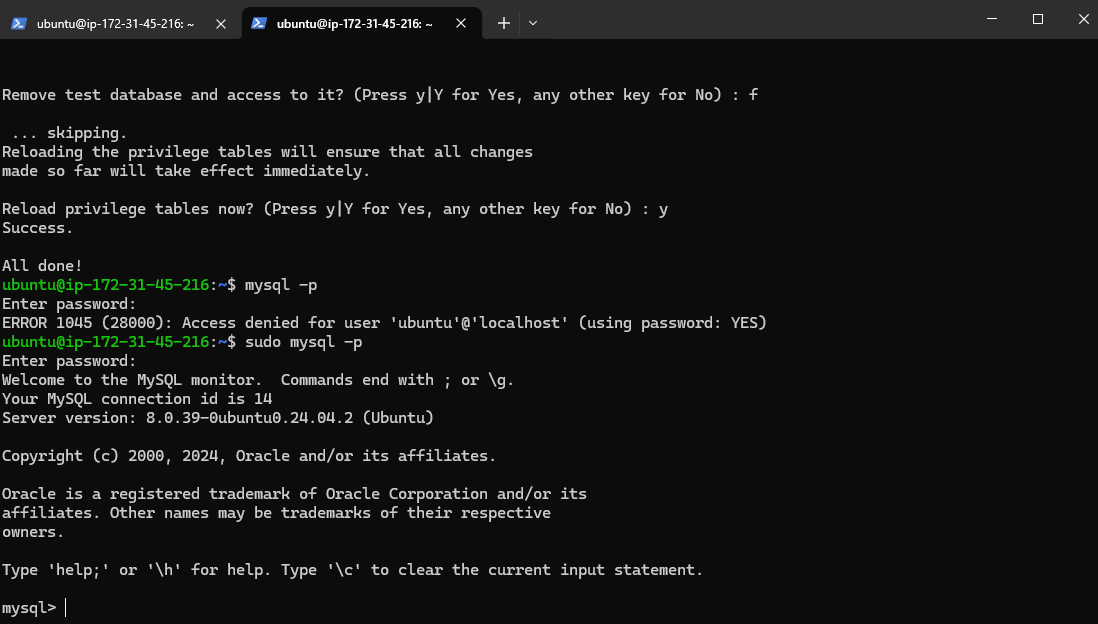 ubuntu@ip-172-31-45-216: ~
ubuntu@ip-172-31-45-216: ~
Remove test database and access to it? (Press y|Y for Yes, any other key for No) : f
... skipping.
Reloading the privilege tables will ensure that all changes
made so far will take effect immediately.
Reload privilege tables now? (Press y|Y for Yes, any other key for No) : y
Success.
All done!
ubuntu@ip-172-31-45-216:~$ mysql -p
Enter password:
ERROR 1045 (28000): Access denied for user 'ubuntu'@'localhost' (using password: YES)
ubuntu@ip-172-31-45-216:~$ sudo mysql -p
Enter password:
Welcome to the MySQL monitor.  Commands end with ; or \g.
Your MySQL connection id is 14
Server version: 8.0.39-0ubuntu0.24.04.2 (Ubuntu)
Copyright (c) 2000, 2024, Oracle and/or its affiliates.
Oracle is a registered trademark of Oracle Corporation and/or its
affiliates. Other names may be trademarks of their respective
owners.
Type 'help;' or '\h' for help. Type '\c' to clear the current input statement.
mysql>